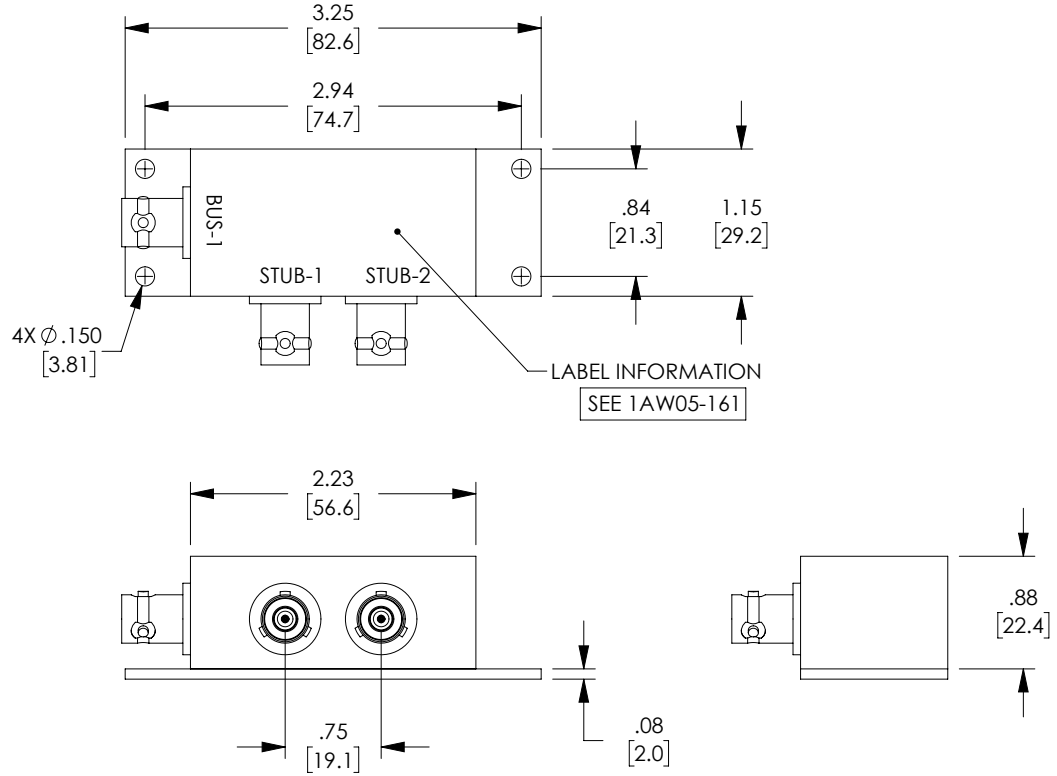 3.25
[82.6]
2.94
[74.7]
.84
[21.3]
1.15
[29.2]
BUS-1
STUB-1
STUB-2
4X Ø .150
[3.81]
LABEL INFORMATION
SEE 1AW05-161
2.23
[56.6]
.88
[22.4]
.75
[19.1]
.08
[2.0]